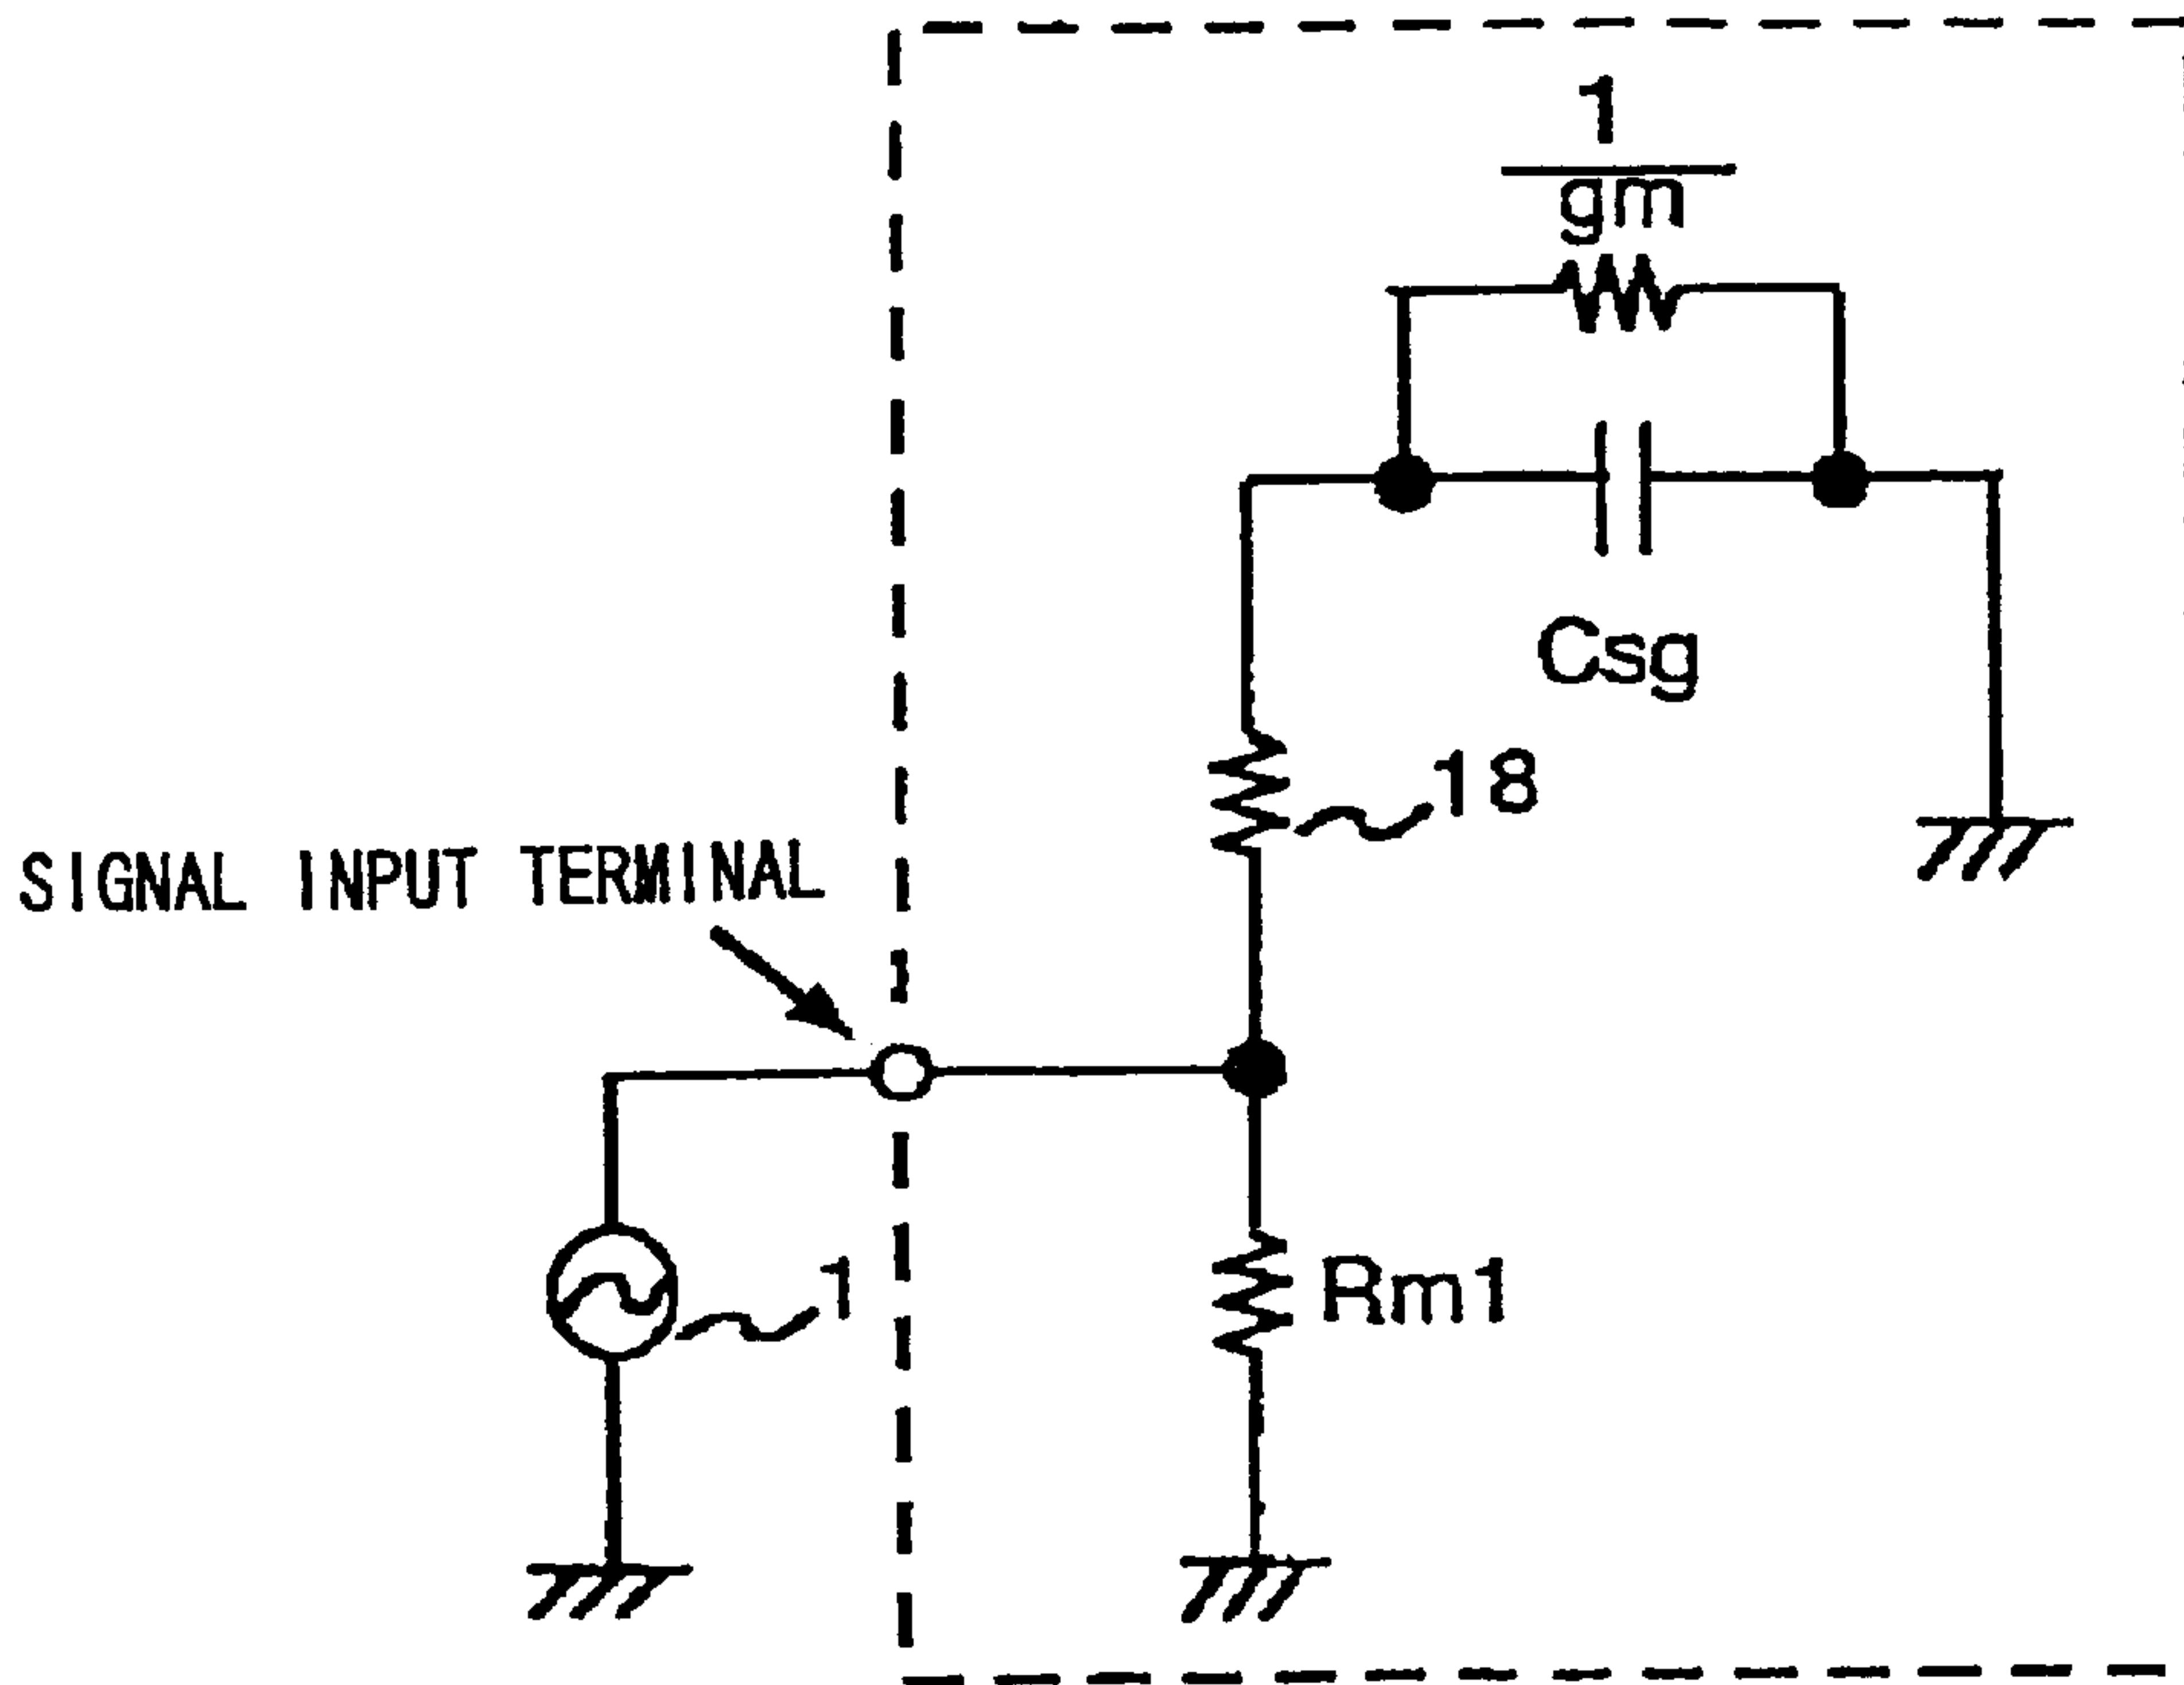 1
gm
Csg
18
SIGNAL INPUT TERMINAL
1
Rm1